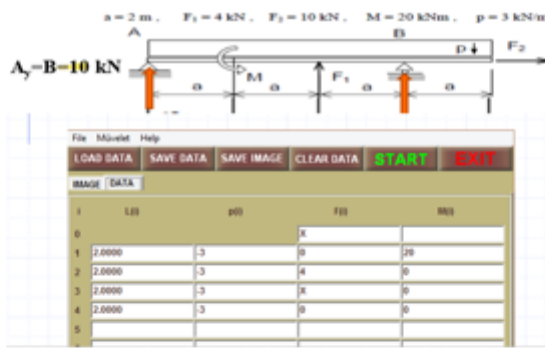 a = 2 m , F₁ = 4 kN , F₂ = 10 kN , M = 20 kNm , p = 3 kN/m
A B p F₂
Ay=B=10 kN
a M a F₁ a a
File Művelet Help
LOAD DATA SAVE DATA SAVE IMAGE CLEAR DATA START EXIT
IMAGE DATA
i L(i) p(i) F(i) M(i)
0 X
1 2.0000 -3 0 20
2 2.0000 -3 4 0
3 2.0000 -3 X 0
4 2.0000 -3 0 0
5